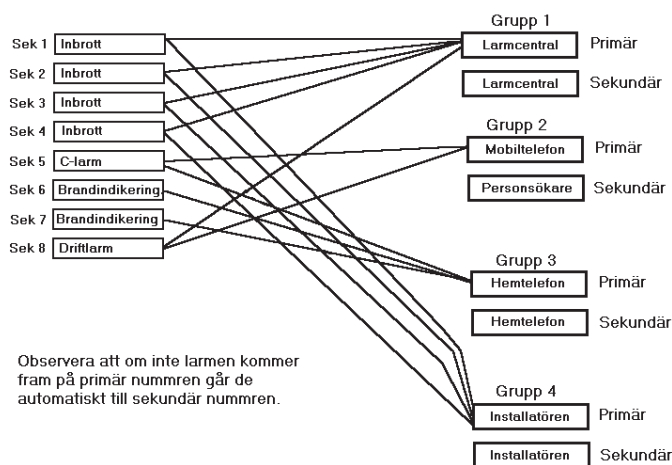 Sek 1 Inbrott
Sek 2 Inbrott
Sek 3 Inbrott
Sek 4 Inbrott
Sek 5 C-larm
Sek 6 Brandindikering
Sek 7 Brandindikering
Sek 8 Driftlarm
Grupp 1
Larmcentral Primär
Larmcentral Sekundär
Grupp 2
Mobiltelefon Primär
Personsökare Sekundär
Grupp 3
Hemtelefon Primär
Hemtelefon Sekundär
Grupp 4
Installatören Primär
Installatören Sekundär
Observera att om inte larmen kommer
fram på primär nummren går de
automatiskt till sekundär nummren.